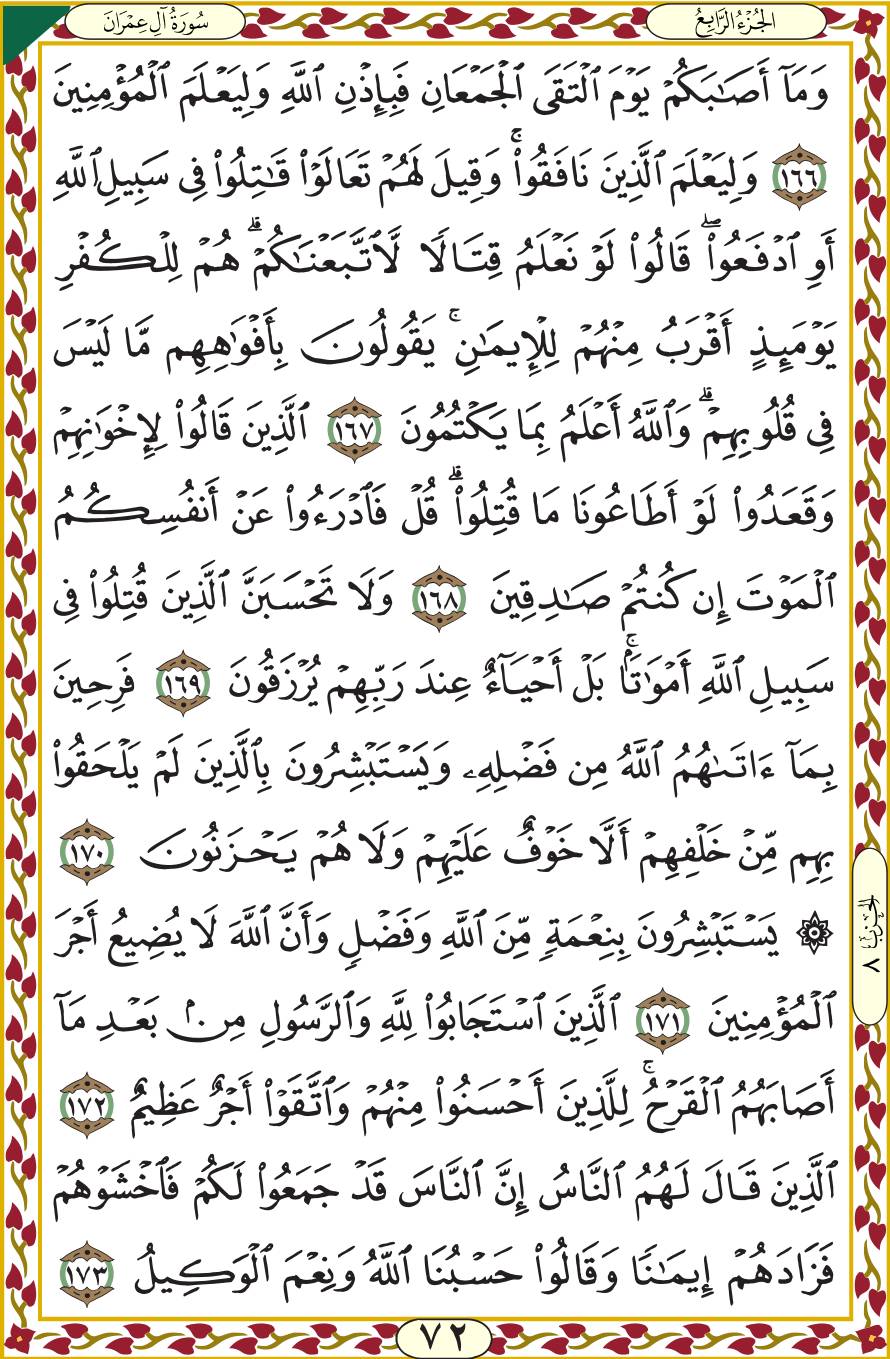 الجُزْءُ الرَّابِعُ
سُورَةُ آلِ عِمْرَانَ
وَمَآ أَصَٰبَكُمْ يَوْمَ ٱلْتَقَى ٱلْجَمْعَانِ فَبِإِذْنِ ٱللَّهِ وَلِيَعْلَمَ ٱلْمُؤْمِنِينَ
١٦٦ وَلِيَعْلَمَ ٱلَّذِينَ نَافَقُوا۟ۚ وَقِيلَ لَهُمْ تَعَالَوْا۟ قَٰتِلُوا۟ فِى سَبِيلِ ٱللَّهِ
أَوِ ٱدْفَعُوا۟ۖ قَالُوا۟ لَوْ نَعْلَمُ قِتَالًا لَّٱتَّبَعْنَٰكُمْۗ هُمْ لِلْكُفْرِ
يَوْمَئِذٍ أَقْرَبُ مِنْهُمْ لِلْإِيمَٰنِۚ يَقُولُونَ بِأَفْوَٰهِهِم مَّا لَيْسَ
فِى قُلُوبِهِمْۗ وَٱللَّهُ أَعْلَمُ بِمَا يَكْتُمُونَ ١٦٧ ٱلَّذِينَ قَالُوا۟ لِإِخْوَٰنِهِمْ
وَقَعَدُوا۟ لَوْ أَطَاعُونَا مَا قُتِلُوا۟ۗ قُلْ فَٱدْرَءُوا۟ عَنْ أَنفُسِكُمُ
ٱلْمَوْتَ إِن كُنتُمْ صَٰدِقِينَ ١٦٨ وَلَا تَحْسَبَنَّ ٱلَّذِينَ قُتِلُوا۟ فِى
سَبِيلِ ٱللَّهِ أَمْوَٰتًۢاۚ بَلْ أَحْيَآءٌ عِندَ رَبِّهِمْ يُرْزَقُونَ ١٦٩ فَرِحِينَ
بِمَآ ءَاتَىٰهُمُ ٱللَّهُ مِن فَضْلِهِۦ وَيَسْتَبْشِرُونَ بِٱلَّذِينَ لَمْ يَلْحَقُوا۟
بِهِم مِّنْ خَلْفِهِمْ أَلَّا خَوْفٌ عَلَيْهِمْ وَلَا هُمْ يَحْزَنُونَ ١٧٠
۞ يَسْتَبْشِرُونَ بِنِعْمَةٍ مِّنَ ٱللَّهِ وَفَضْلٍ وَأَنَّ ٱللَّهَ لَا يُضِيعُ أَجْرَ
ٱلْمُؤْمِنِينَ ١٧١ ٱلَّذِينَ ٱسْتَجَابُوا۟ لِلَّهِ وَٱلرَّسُولِ مِنۢ بَعْدِ مَآ
أَصَابَهُمُ ٱلْقَرْحُۚ لِلَّذِينَ أَحْسَنُوا۟ مِنْهُمْ وَٱتَّقَوْا۟ أَجْرٌ عَظِيمٌ ١٧٢
ٱلَّذِينَ قَالَ لَهُمُ ٱلنَّاسُ إِنَّ ٱلنَّاسَ قَدْ جَمَعُوا۟ لَكُمْ فَٱخْشَوْهُمْ
فَزَادَهُمْ إِيمَٰنًا وَقَالُوا۟ حَسْبُنَا ٱللَّهُ وَنِعْمَ ٱلْوَكِيلُ ١٧٣
الحِزْبُ ٨
٧٢